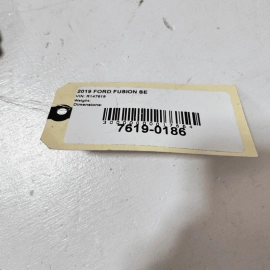 2019 FORD FUSION SE
Weight:
Dimensions:
7619-0186